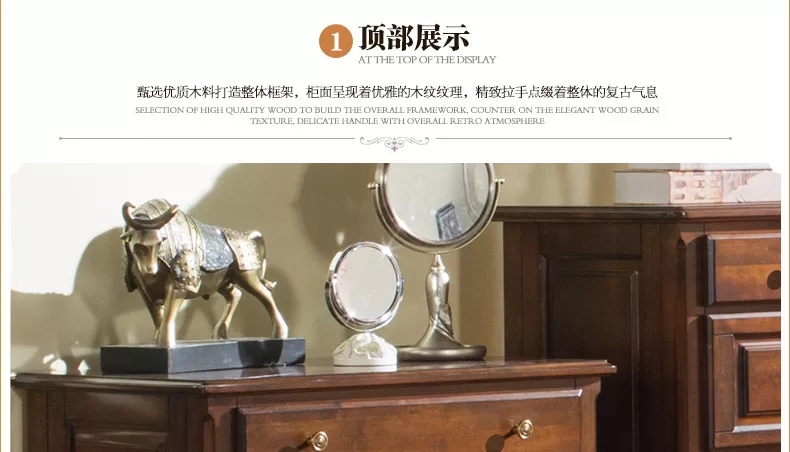 1 顶部展示
AT THE TOP OF THE DISPLAY
甄选优质木料打造整体框架，柜面呈现着优雅的木纹纹理，精致拉手点缀着整体的复古气息
SELECTION OF HIGH QUALITY WOOD TO BUILD THE OVERALL FRAMEWORK, COUNTER ON THE ELEGANT WOOD GRAIN
TEXTURE, DELICATE HANDLE WITH OVERALL RETRO ATMOSPHERE